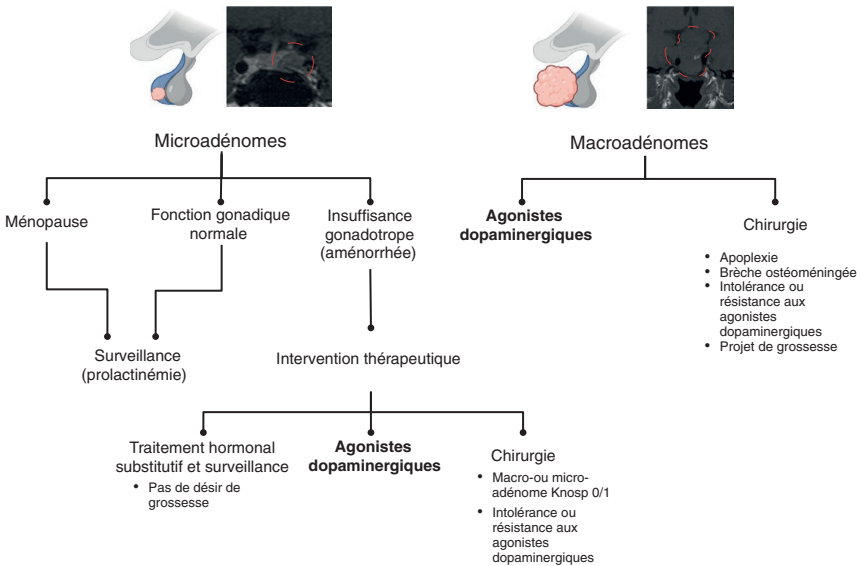 Microadénomes
Macroadénomes
Ménopause
Fonction gonadique
normale
Insuffisance
gonadotrope
(aménorrhée)
Agonistes
dopaminergiques
Chirurgie
• Apoplexie
• Brèche ostéoméningée
• Intolérance ou
résistance aux
agonistes
dopaminergiques
• Projet de grossesse
Surveillance
(prolactinémie)
Intervention thérapeutique
Traitement hormonal
substitutif et surveillance
• Pas de désir de
grossesse
Agonistes
dopaminergiques
Chirurgie
• Macro-ou micro-
adénome Knosp 0/1
• Intolérance ou
résistance aux
agonistes
dopaminergiques